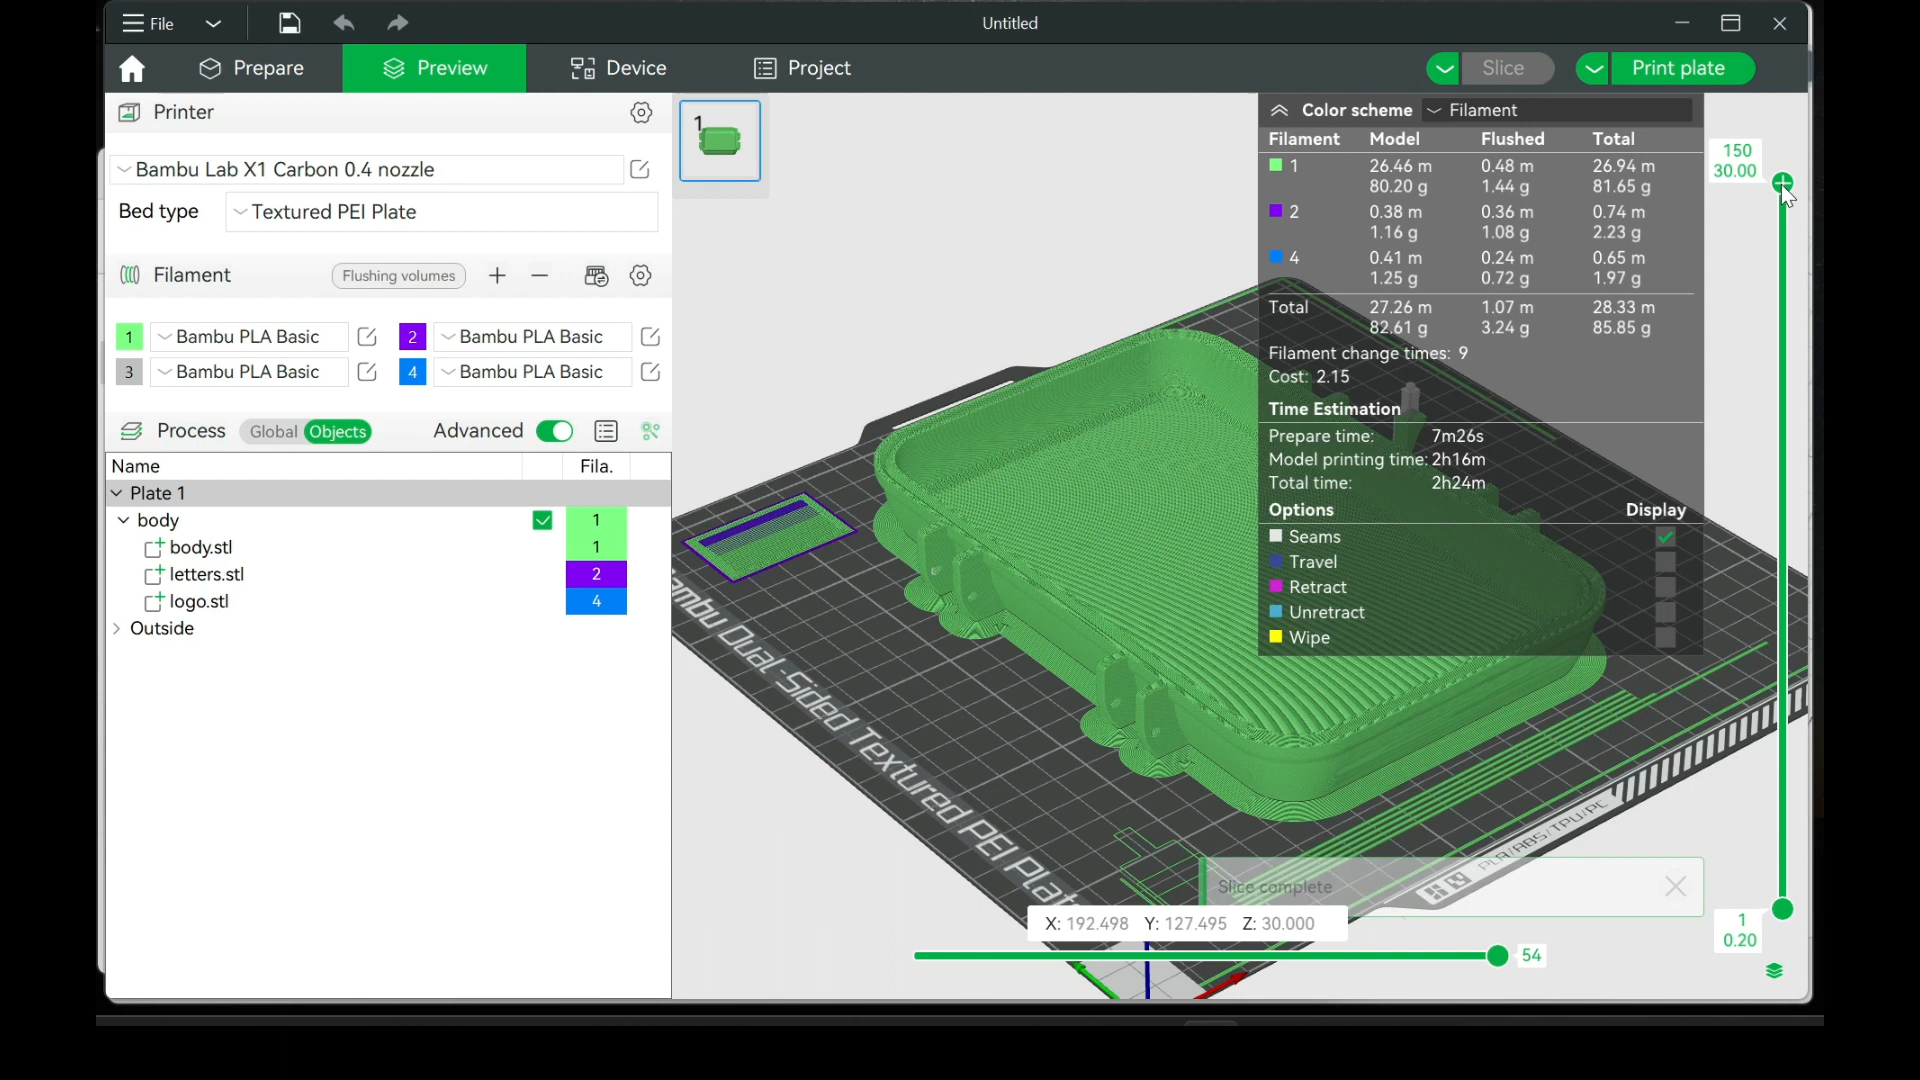 File
Untitled
Prepare
Preview
Device
Project
Slice
Print plate
Printer
Bambu Lab X1 Carbon 0.4 nozzle
Bed type Textured PEI Plate
Filament Flushing volumes
1 Bambu PLA Basic 2 Bambu PLA Basic
3 Bambu PLA Basic 4 Bambu PLA Basic
Process Global Objects Advanced
Name Fila.
Plate 1
body 1
body.stl 1
letters.stl 2
logo.stl 4
Outside
1
Color scheme Filament
Filament Model Flushed Total
1 26.46 m 0.48 m 26.94 m
80.20 g 1.44 g 81.65 g
2 0.38 m 0.36 m 0.74 m
1.16 g 1.08 g 2.23 g
4 0.41 m 0.24 m 0.65 m
1.25 g 0.72 g 1.97 g
Total 27.26 m 1.07 m 28.33 m
82.61 g 3.24 g 85.85 g
Filament change times: 9
Cost: 2.15
Time Estimation
Prepare time: 7m26s
Model printing time: 2h16m
Total time: 2h24m
Options Display
Seams
Travel
Retract
Unretract
Wipe
150
30.00
1
0.20
Bambu Dual-Sided Textured PEI Plate
PLA/ABS/TPU/PC
Slice complete
X: 192.498 Y: 127.495 Z: 30.000
54